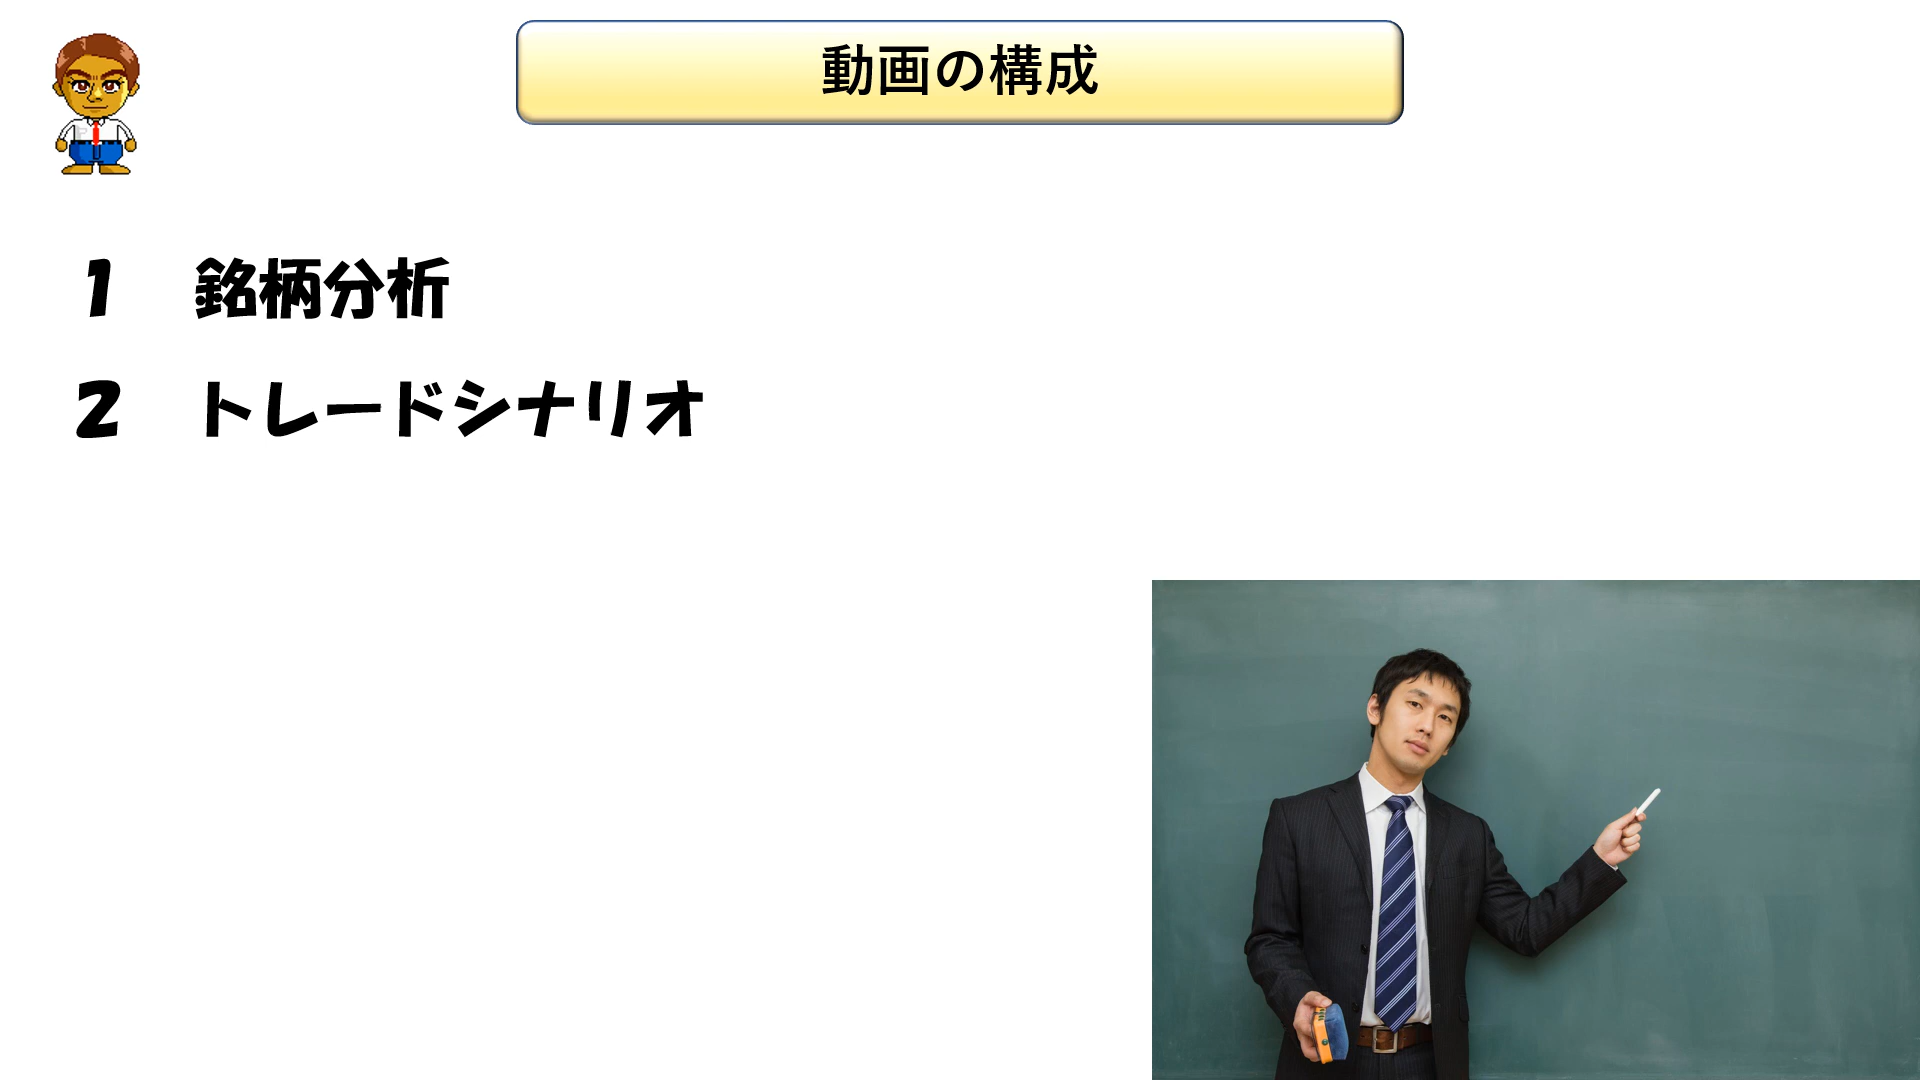 動画の構成
１　銘柄分析
２　トレードシナリオ